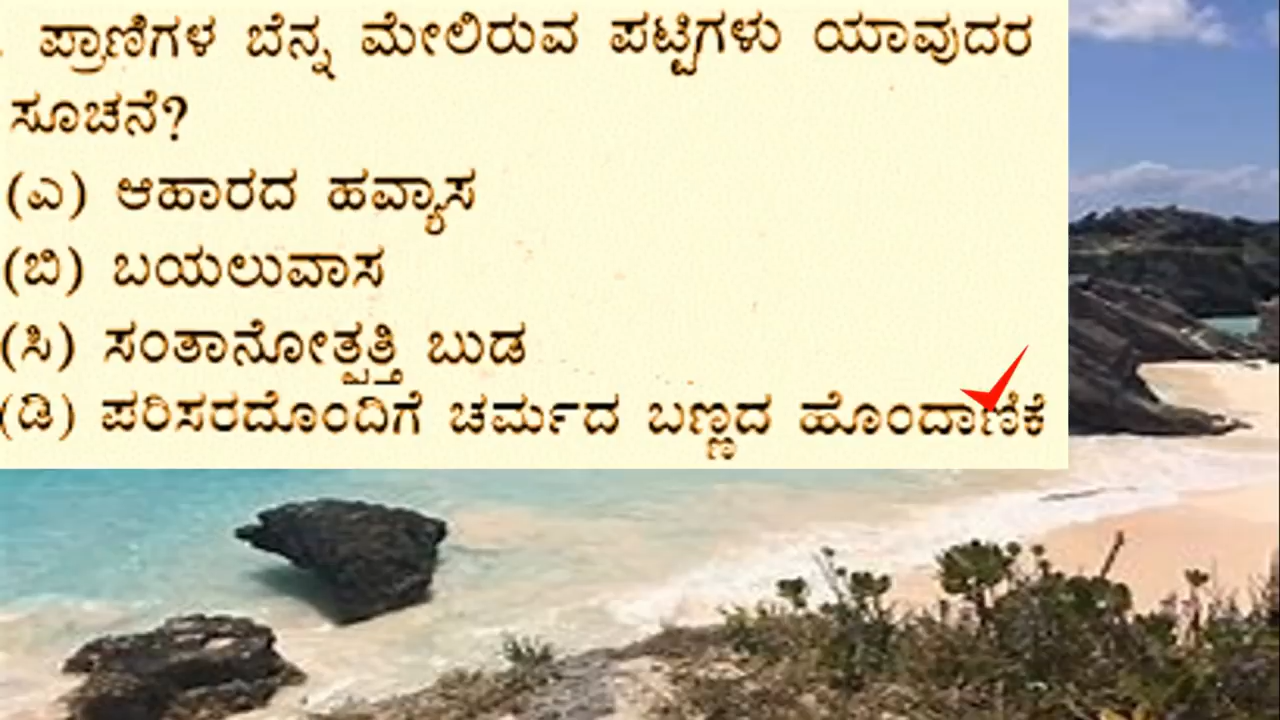 . ಪ್ರಾಣಿಗಳ ಬೆನ್ನ ಮೇಲಿರುವ ಪಟ್ಟಿಗಳು ಯಾವುದರ
ಸೂಚನೆ?
(ಎ) ಆಹಾರದ ಹವ್ಯಾಸ
(ಬಿ) ಬಯಲುವಾಸ
(ಸಿ) ಸಂತಾನೋತ್ಪತ್ತಿ ಬುಡ
(ಡಿ) ಪರಿಸರದೊಂದಿಗೆ ಚರ್ಮದ ಬಣ್ಣದ ಹೊಂದಾಣಿಕೆ